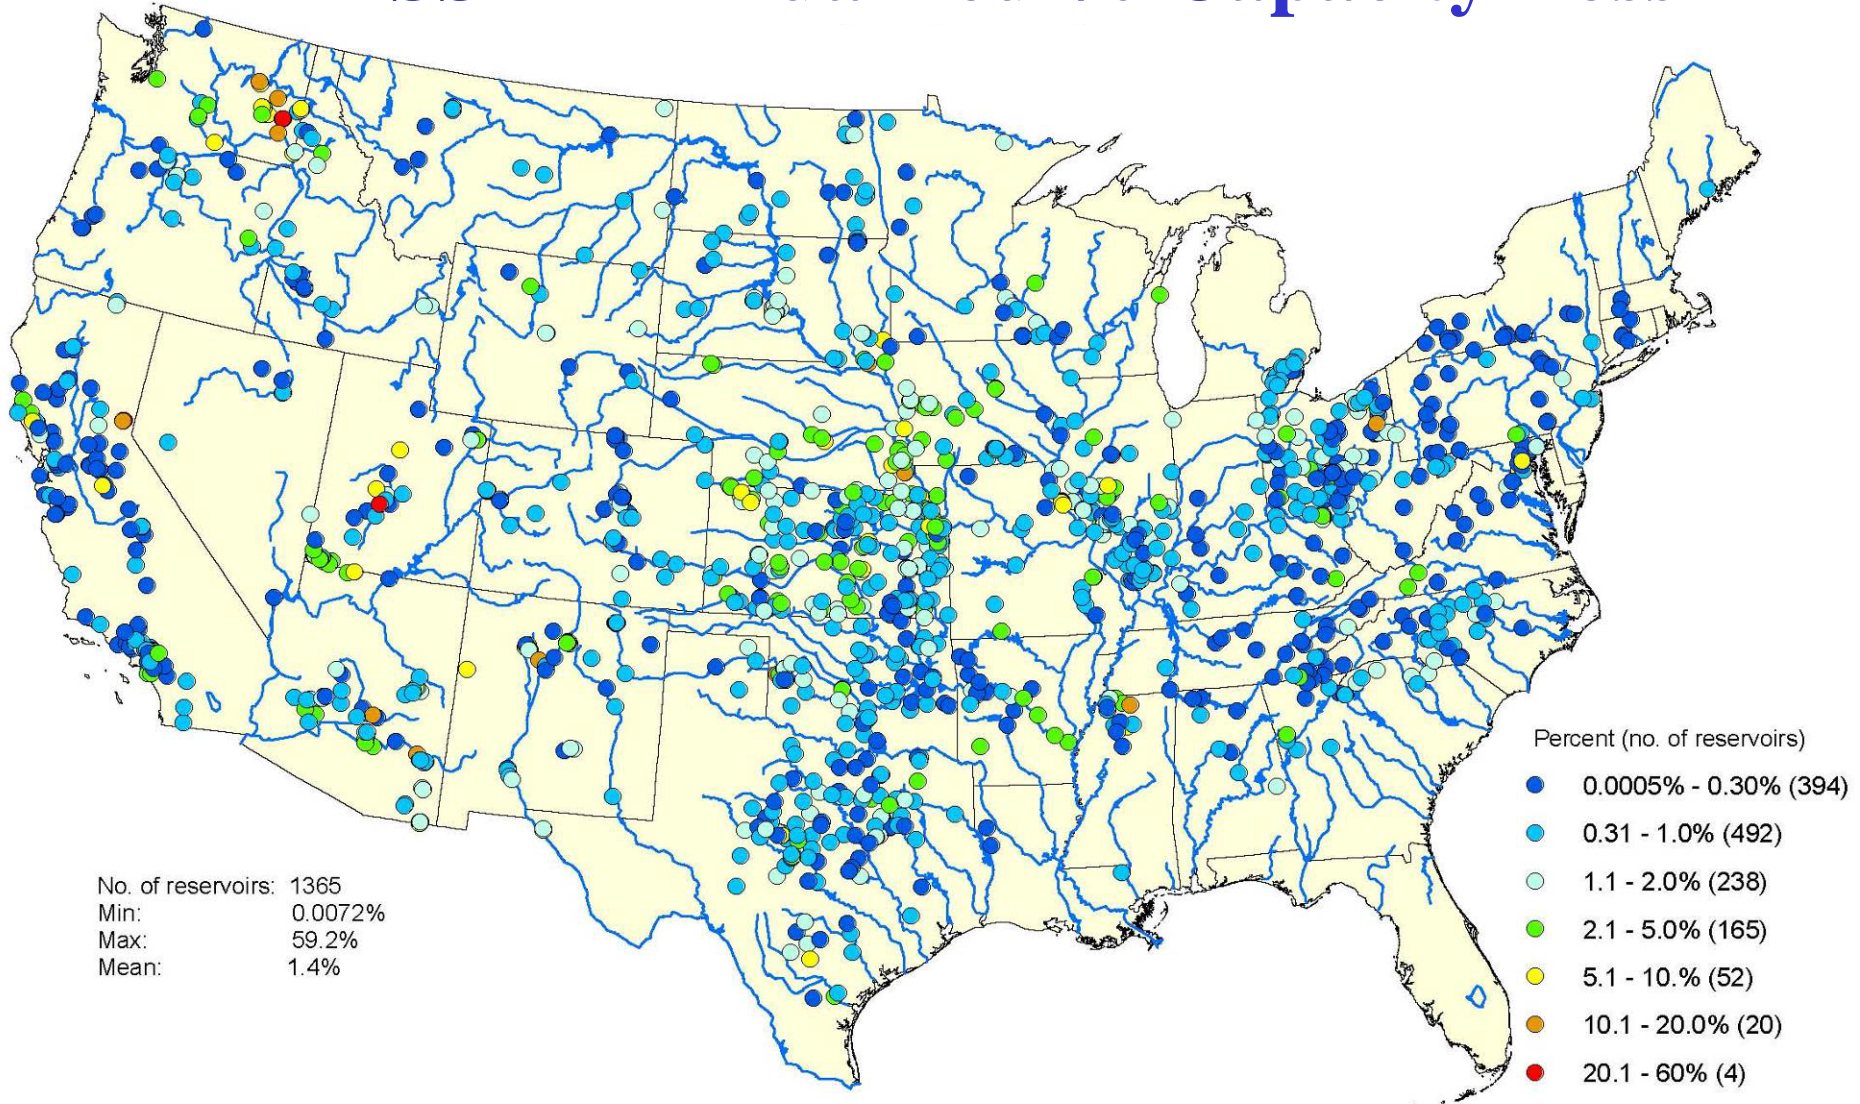 Percent (no. of reservoirs)
0.0005% - 0.30% (394)
0.31 - 1.0% (492)
1.1 - 2.0% (238)
2.1 - 5.0% (165)
5.1 - 10.% (52)
10.1 - 20.0% (20)
20.1 - 60% (4)
No. of reservoirs: 1365
Min: 0.0072%
Max: 59.2%
Mean: 1.4%